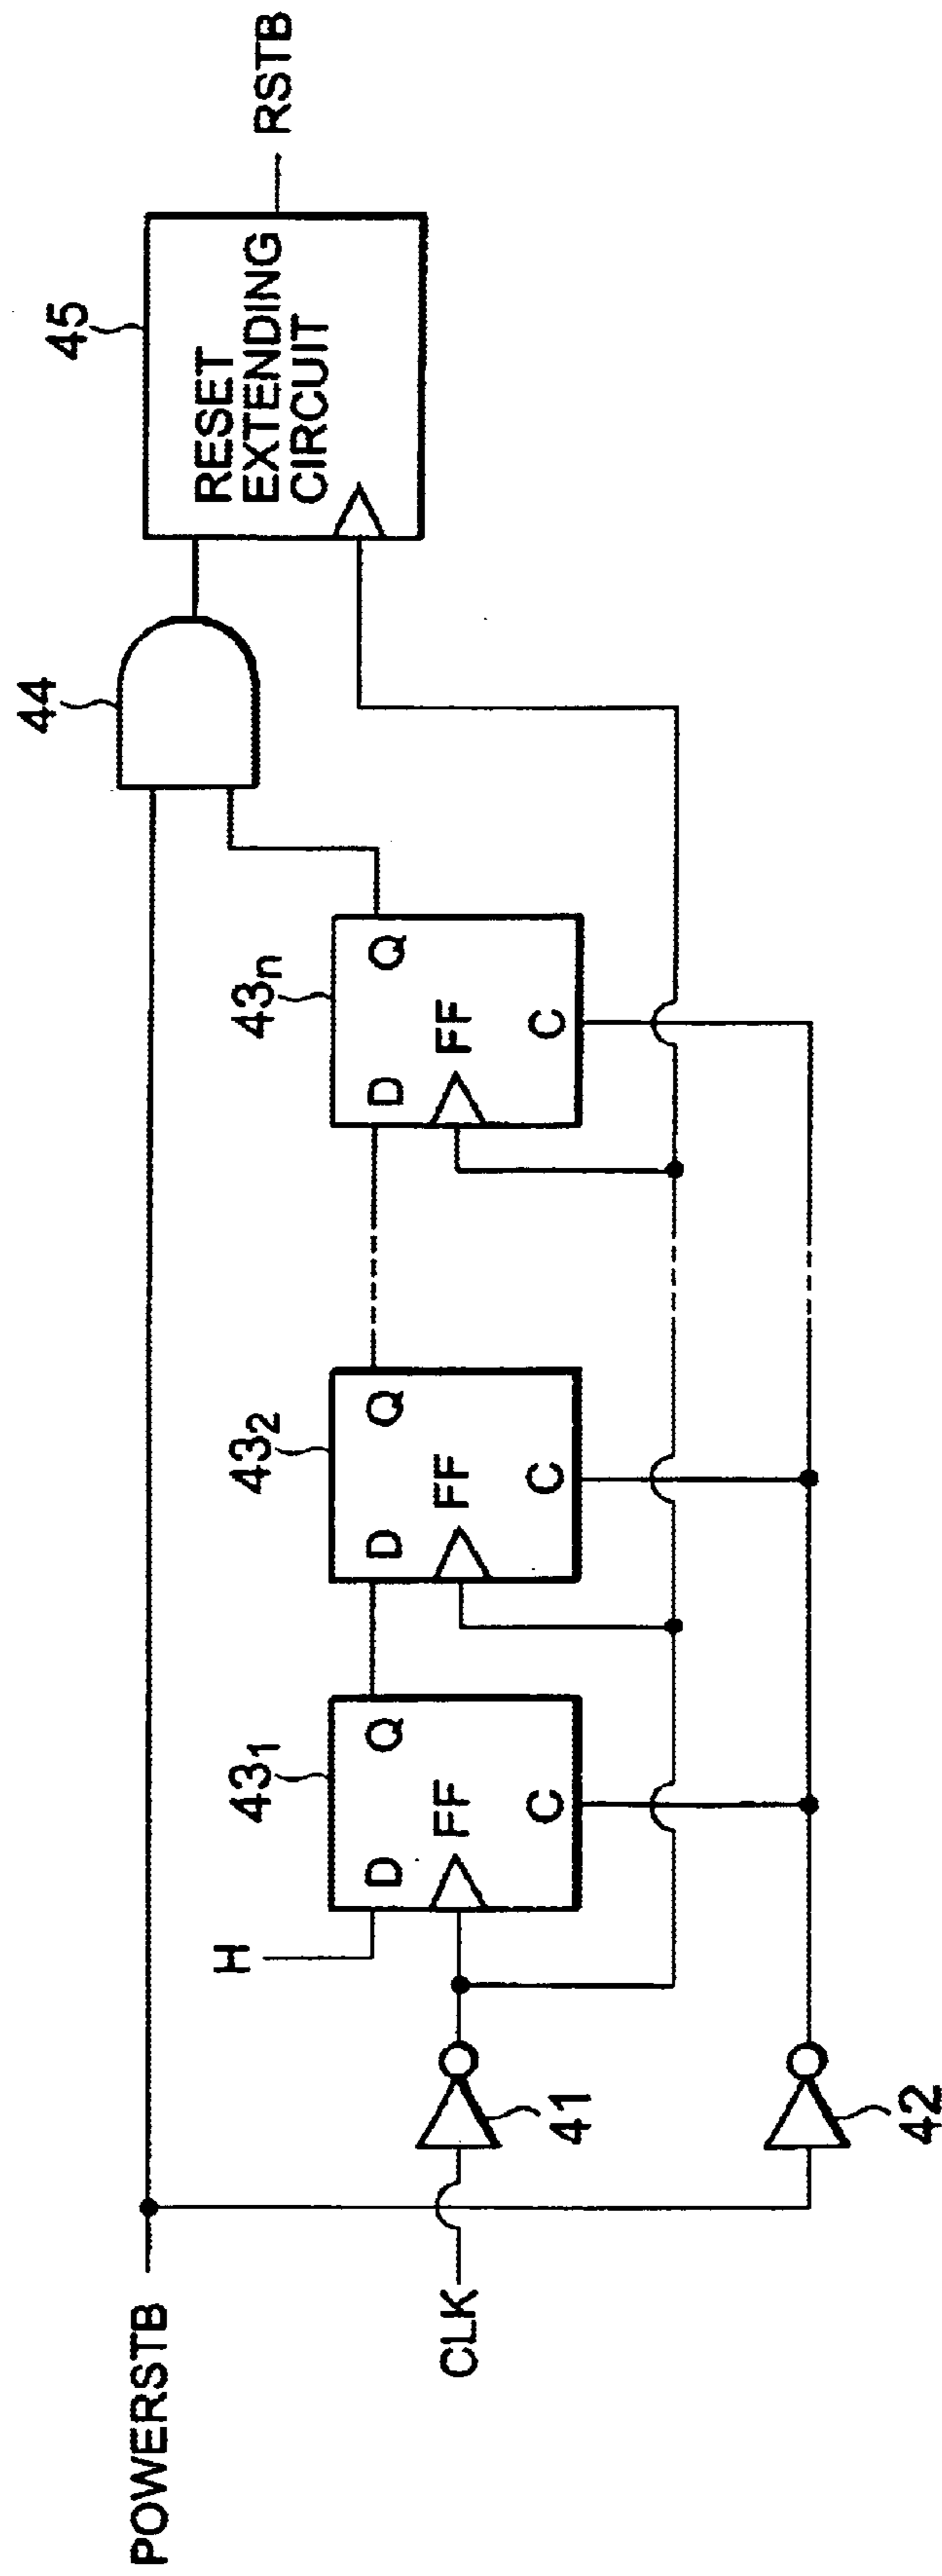 POWERSTB
CLK
41
42
H
43₁
D
Q
FF
C
43₂
D
Q
FF
C
43n
D
Q
FF
C
44
45
RESET
EXTENDING
CIRCUIT
RSTB